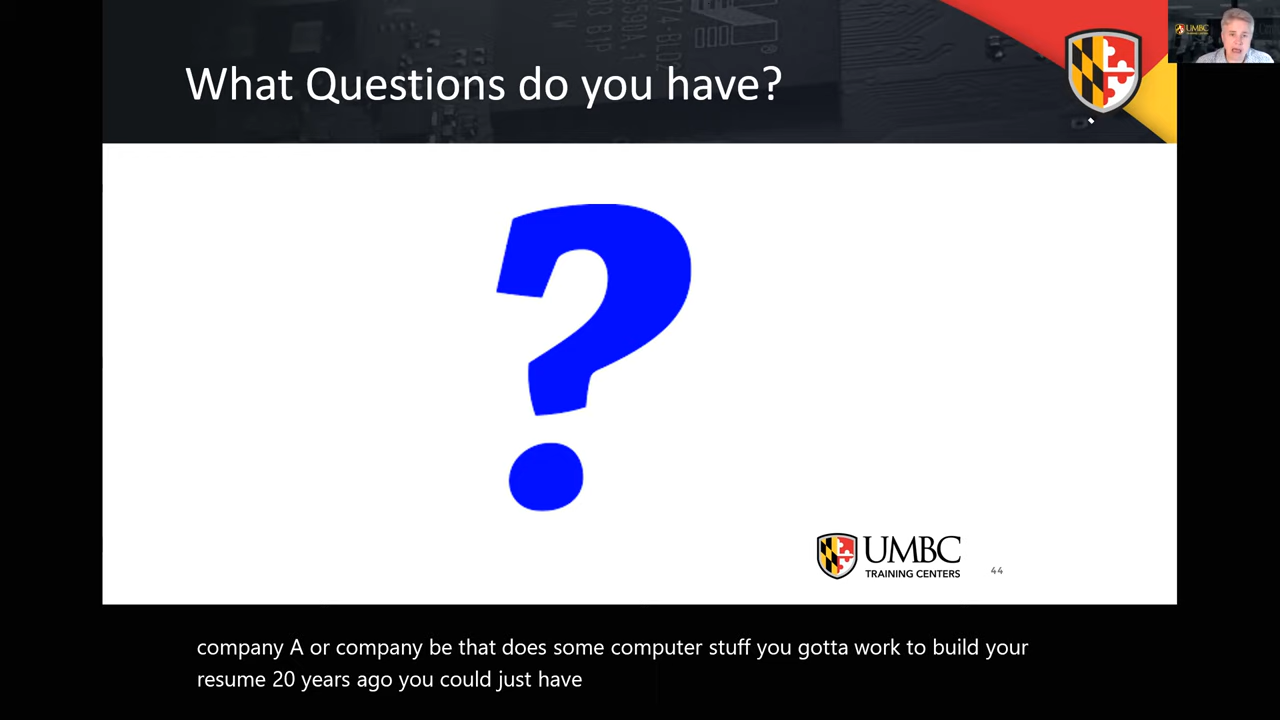 What Questions do you have?
?
UMBC
TRAINING CENTERS
44
company A or company be that does some computer stuff you gotta work to build your
resume 20 years ago you could just have